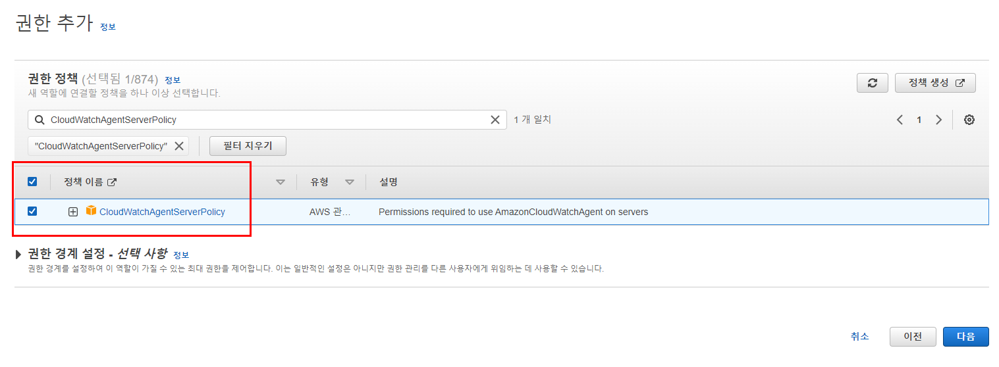 권한 추가 정보
권한 정책 (선택됨 1/874) 정보
새 역할에 연결할 정책을 하나 이상 선택합니다.
정책 생성
CloudWatchAgentServerPolicy
1 개 일치
1
"CloudWatchAgentServerPolicy"
필터 지우기
정책 이름 유형 설명
CloudWatchAgentServerPolicy AWS 관... Permissions required to use AmazonCloudWatchAgent on servers
권한 경계 설정 - 선택 사항 정보
권한 경계를 설정하여 이 역할이 가질 수 있는 최대 권한을 제어합니다. 이는 일반적인 설정은 아니지만 권한 관리를 다른 사용자에게 위임하는 데 사용할 수 있습니다.
취소 이전 다음